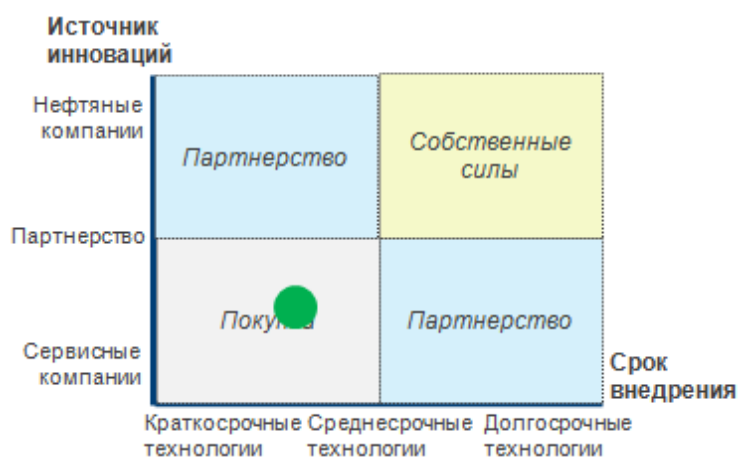 Источник
инноваций
Нефтяные
компании
Партнерство
Собственные
силы
Партнерство
Партнерство
Сервисные
компании
Срок
внедрения
Краткосрочные Среднесрочные Долгосрочные
технологии технологии технологии